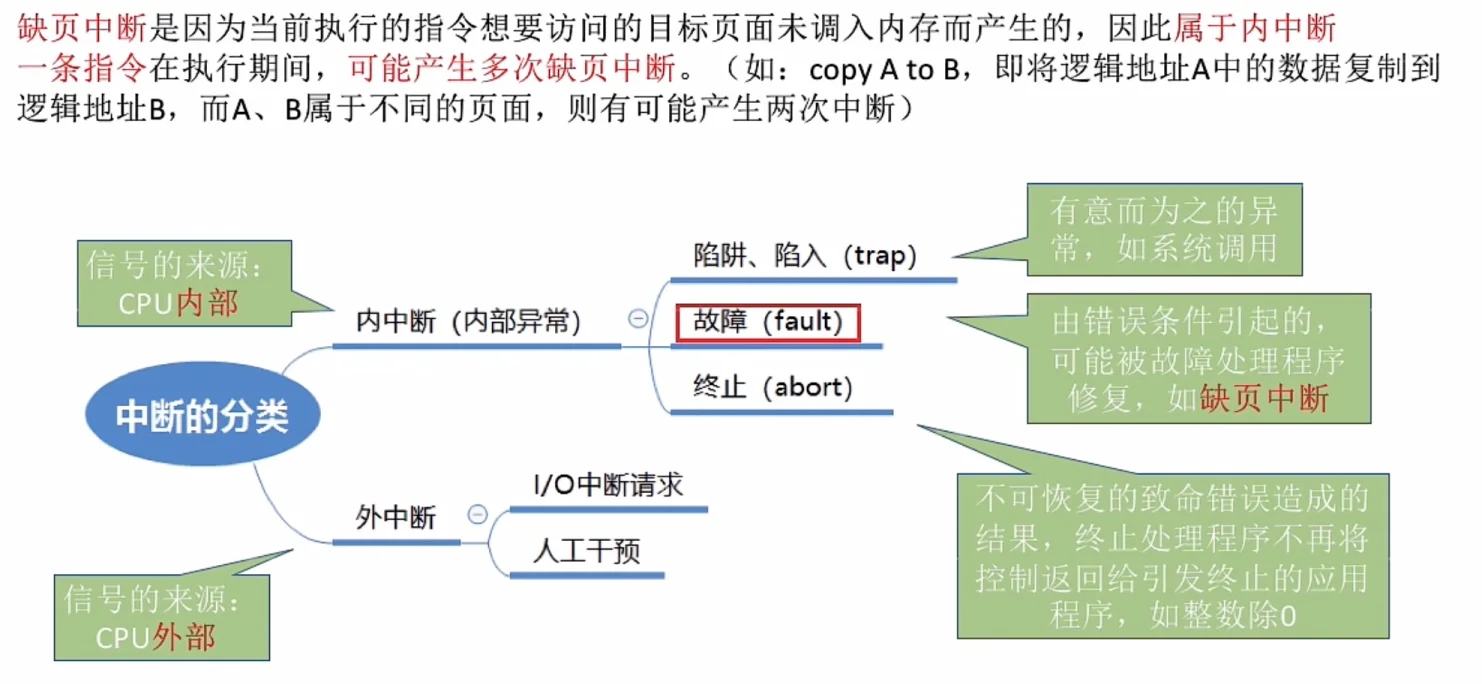 缺页中断是因为当前执行的指令想要访问的目标页面未调入内存而产生的，因此属于内中断
一条指令在执行期间，可能产生多次缺页中断。（如：copy A to B，即将逻辑地址A中的数据复制到
逻辑地址B，而A、B属于不同的页面，则有可能产生两次中断）
有意而为之的异
常，如系统调用
信号的来源：
CPU内部
陷阱、陷入（trap）
内中断（内部异常）
故障（fault）
由错误条件引起的，
可能被故障处理程序
修复，如缺页中断
终止（abort）
中断的分类
I/O中断请求
外中断
人工干预
不可恢复的致命错误造成的
结果，终止处理程序不再将
控制返回给引发终止的应用
程序，如整数除0
信号的来源：
CPU外部